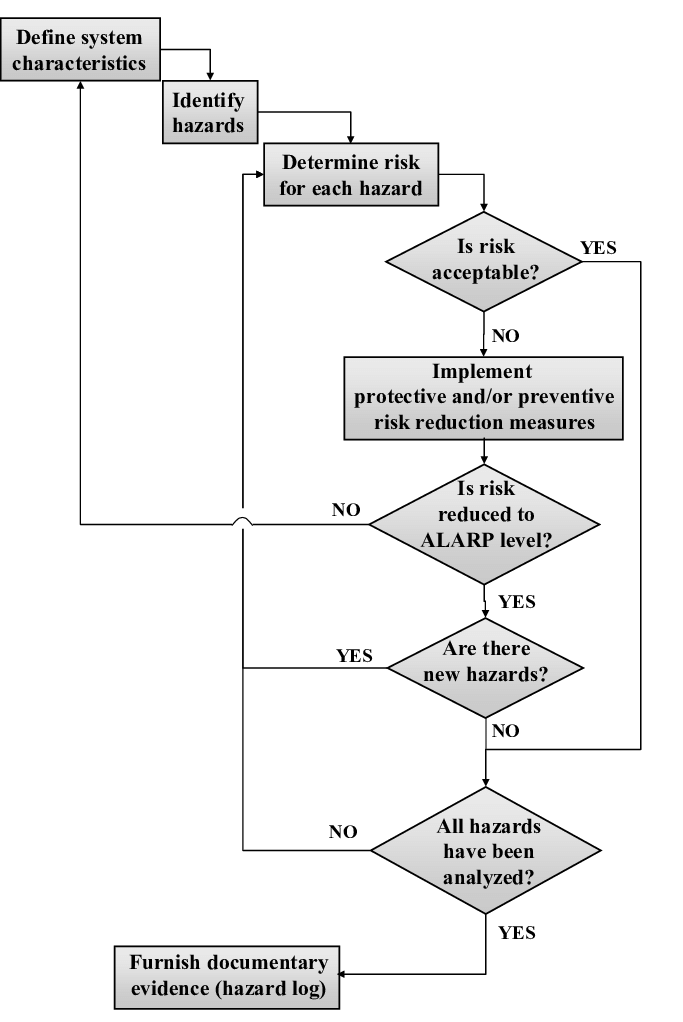 Define system
characteristics
Identify
hazards
Determine risk
for each hazard
Is risk
acceptable?
YES
NO
Implement
protective and/or preventive
risk reduction measures
Is risk
reduced to
ALARP level?
NO
YES
Are there
new hazards?
YES
NO
All hazards
have been
analyzed?
NO
YES
Furnish documentary
evidence (hazard log)